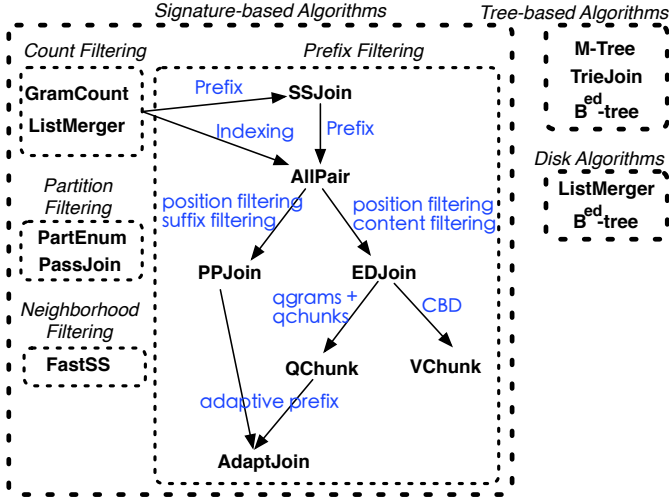 Signature-based Algorithms
Tree-based Algorithms
Count Filtering
Prefix Filtering
GramCount
ListMerger
Prefix
Indexing
SSJoin
Prefix
AllPair
position filtering
suffix filtering
position filtering
content filtering
PPJoin
EDJoin
qgrams +
qchunks
CBD
QChunk
VChunk
adaptive prefix
AdaptJoin
Partition
Filtering
PartEnum
PassJoin
Neighborhood
Filtering
FastSS
M-Tree
TrieJoin
B^ed-tree
Disk Algorithms
ListMerger
B^ed-tree